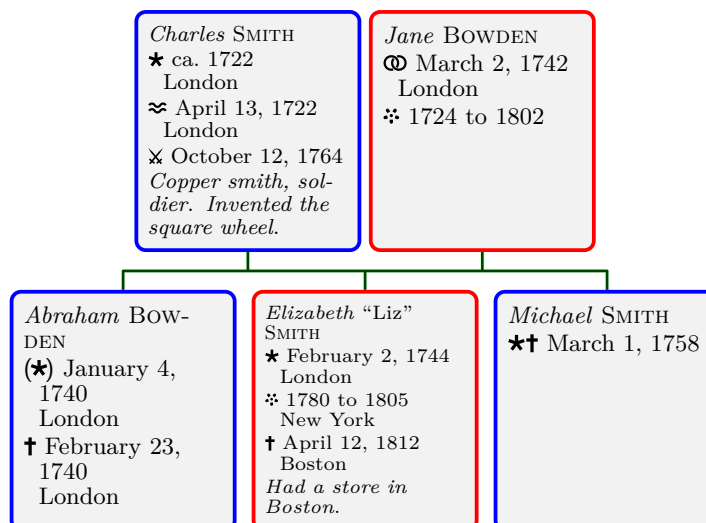 Charles SMITH
★ ca. 1722
London
≈ April 13, 1722
London
⚔ October 12, 1764
Copper smith, sol-
dier. Invented the
square wheel.
Jane BOWDEN
⚭ March 2, 1742
London
⁘ 1724 to 1802
Abraham BOW-
DEN
(★) January 4,
1740
London
✝ February 23,
1740
London
Elizabeth “Liz”
SMITH
★ February 2, 1744
London
⁘ 1780 to 1805
New York
✝ April 12, 1812
Boston
Had a store in
Boston.
Michael SMITH
★✝ March 1, 1758